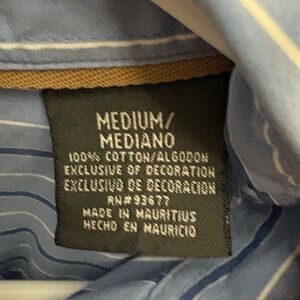 MEDIUM/
MEDIANO
100% COTTON/ALGODON
EXCLUSIVE OF DECORATION
EXCLUSIVO DE DECORACION
RN#93677
MADE IN MAURITIUS
HECHO EN MAURICIO